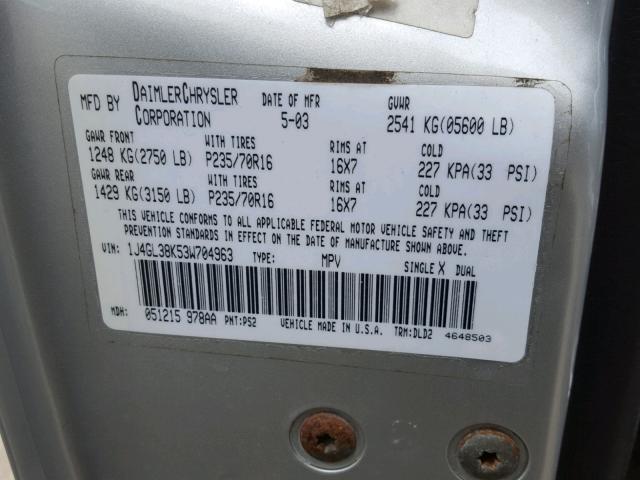 MFD BY DAIMLERCHRYSLER CORPORATION DATE OF MFR 5-03 GVWR 2541 KG(05600 LB)
GAWR FRONT WITH TIRES RIMS AT COLD
1248 KG(2750 LB) P235/70R16 16X7 227 KPA(33 PSI)
GAWR REAR WITH TIRES RIMS AT COLD
1429 KG(3150 LB) P235/70R16 16X7 227 KPA(33 PSI)
THIS VEHICLE CONFORMS TO ALL APPLICABLE FEDERAL MOTOR VEHICLE SAFETY AND THEFT
PREVENTION STANDARDS IN EFFECT ON THE DATE OF MANUFACTURE SHOWN ABOVE.
VIN: 1J4GL38K53W704963 TYPE: MPV SINGLE X DUAL
MDH: 051215 978AA PNT:PS2 VEHICLE MADE IN U.S.A. TRM:DLD2 4648503